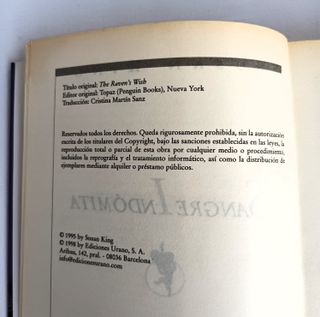 Título original: The Raven's Wish
Editor original: Topaz (Penguin Books), Nueva York
Traducción: Cristina Martín Sanz
Reservados todos los derechos. Queda rigurosamente prohibida, sin la autorización
escrita de los titulares del Copyright, bajo las sanciones establecidas en las leyes, la
reproducción total o parcial de esta obra por cualquier medio o procedimiento,
incluidos la reprografía y el tratamiento informático, así como la distribución de
ejemplares mediante alquiler o préstamo públicos.
SANGRE INDÓMITA
© 1995 by Susan King
© 1998 by Ediciones Urano, S. A.
Aribau, 142, pral. - 08036 Barcelona
info@edicionesurano.com